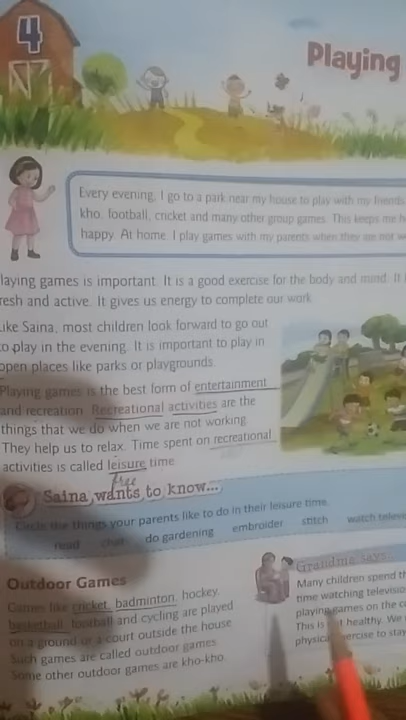 4
Playing
Every evening, I go to a park near my house to play with my friends
kho, football, cricket and many other group games. This keeps me h
happy. At home, I play games with my parents when they are not w
laying games is important. It is a good exercise for the body and mind. It
resh and active. It gives us energy to complete our work
ike Saina, most children look forward to go out
to play in the evening. It is important to play in
open places like parks or playgrounds.
Playing games is the best form of entertainment
and recreation. Recreational activities are the
things that we do when we are not working.
They help us to relax. Time spent on recreational
activities is called leisure time.
free
Saina wants to know...
Circle the things your parents like to do in their leisure time.
read chat do gardening embroider stitch watch televi
Outdoor Games
Games like cricket, badminton, hockey,
basketball, football and cycling are played
on a ground or a court outside the house.
Such games are called outdoor games.
Some other outdoor games are kho-kho,
Grandma says...
Many children spend th
time watching televisio
playing games on the co
This is healthy. We
physical exercise to stay